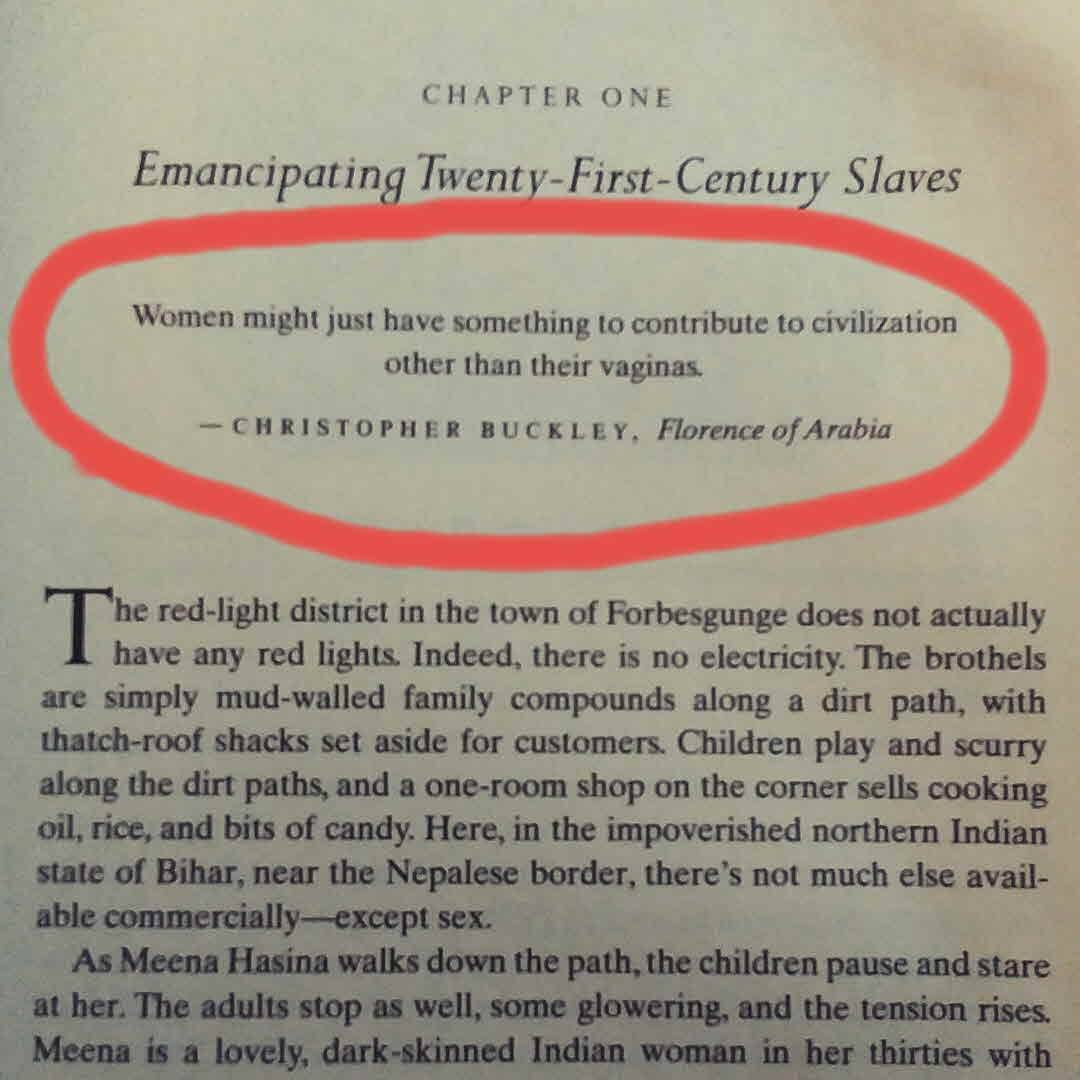 CHAPTER ONE
Emancipating Twenty-First-Century Slaves
Women might just have something to contribute to civilization
other than their vaginas.
— CHRISTOPHER BUCKLEY, Florence of Arabia
The red-light district in the town of Forbesgunge does not actually
have any red lights. Indeed, there is no electricity. The brothels
are simply mud-walled family compounds along a dirt path, with
thatch-roof shacks set aside for customers. Children play and scurry
along the dirt paths, and a one-room shop on the corner sells cooking
oil, rice, and bits of candy. Here, in the impoverished northern Indian
state of Bihar, near the Nepalese border, there's not much else avail-
able commercially—except sex.
As Meena Hasina walks down the path, the children pause and stare
at her. The adults stop as well, some glowering, and the tension rises.
Meena is a lovely, dark-skinned Indian woman in her thirties with